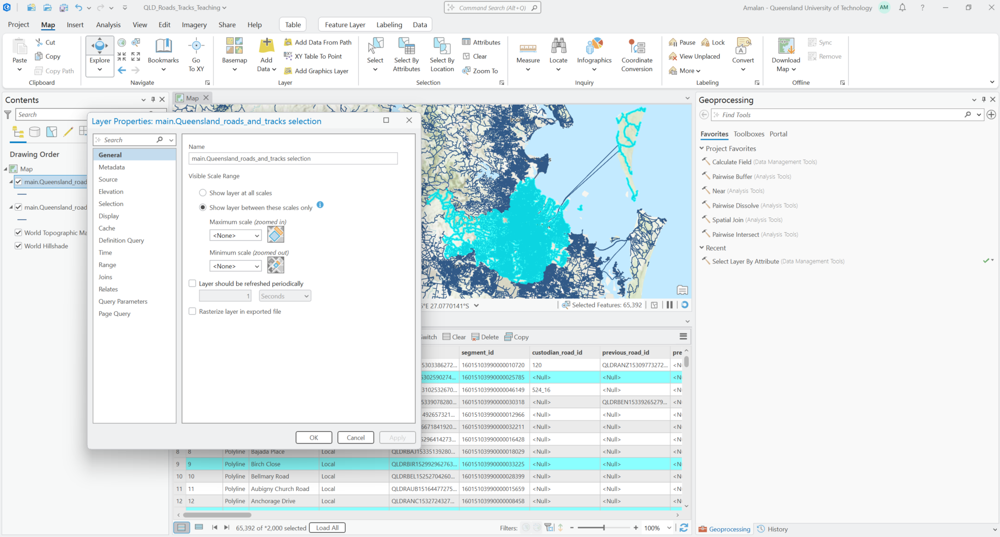 QLD_Roads_Tracks_Teaching
Command Search (Alt+Q)
Amalan - Queensland University of Technology
AM
?
Project
Map
Insert
Analysis
View
Edit
Imagery
Share
Help
Table
Feature Layer
Labeling
Data
Paste
Cut
Copy
Copy Path
Clipboard
Explore
Bookmarks
Go To XY
Navigate
Basemap
Add Data
Add Data From Path
XY Table To Point
Add Graphics Layer
Layer
Select
Select By Attributes
Select By Location
Attributes
Clear
Zoom To
Selection
Measure
Locate
Infographics
Coordinate Conversion
Inquiry
Pause
Lock
View Unplaced
More
Convert
Labeling
Download Map
Sync
Remove
Offline
Contents
Search
Drawing Order
Map
main.Queensland_road
main.Queensland_road
World Topographic Ma
World Hillshade
Map
Layer Properties: main.Queensland_roads_and_tracks selection
Search
General
Metadata
Source
Elevation
Selection
Display
Cache
Definition Query
Time
Range
Joins
Relates
Query Parameters
Page Query
Name
main.Queensland_roads_and_tracks selection
Visible Scale Range
Show layer at all scales
Show layer between these scales only
Maximum scale (zoomed in)
<None>
Minimum scale (zoomed out)
<None>
Layer should be refreshed periodically
1 Seconds
Rasterize layer in exported file
OK
Cancel
Apply
°E 27.0770141°S
Selected Features: 65,392
witch
Clear
Delete
Copy
segment_id custodian_road_id previous_road_id pre
5303386272... 16015103990000010720 120 QLDRANZ15309773272... <N
5302590274... 16015103990000025785 <Null> <Null> <N
3102532670... 16015103990000046149 524_16 <Null> <N
5339078280... 16015103990000030318 <Null> QLDRBEN15339265279... <N
492657321... 16015103990000012966 <Null> <Null> <N
6671841920... 16015103990000032211 <Null> <Null> <N
5296414273... 16015103990000016428 <Null> <Null> <N
8 8 Polyline Bajada Place Local QLDRBAJ15335139280... 16015103990000018029 <Null> <Null> <N
9 9 Polyline Birch Close Local QLDRBIR152992962763... 16015103990000033225 <Null> <Null> <N
10 10 Polyline Bellmary Road Local QLDRBEL15252704260... 16015103990000028399 <Null> <Null> <N
11 11 Polyline Aubigny Church Road Local QLDRAUB15164477275... 16015103990000015659 <Null> <Null> <N
12 12 Polyline Anchorage Drive Local QLDRANC1532724327... 16015103990000008458 <Null> <Null> <N
65,392 of *2,000 selected
Load All
Filters:
- + 100%
Geoprocessing
Find Tools
Favorites
Toolboxes
Portal
Project Favorites
Calculate Field (Data Management Tools)
Pairwise Buffer (Analysis Tools)
Near (Analysis Tools)
Pairwise Dissolve (Analysis Tools)
Spatial Join (Analysis Tools)
Pairwise Intersect (Analysis Tools)
Recent
Select Layer By Attribute (Data Management Tools)
Geoprocessing
History